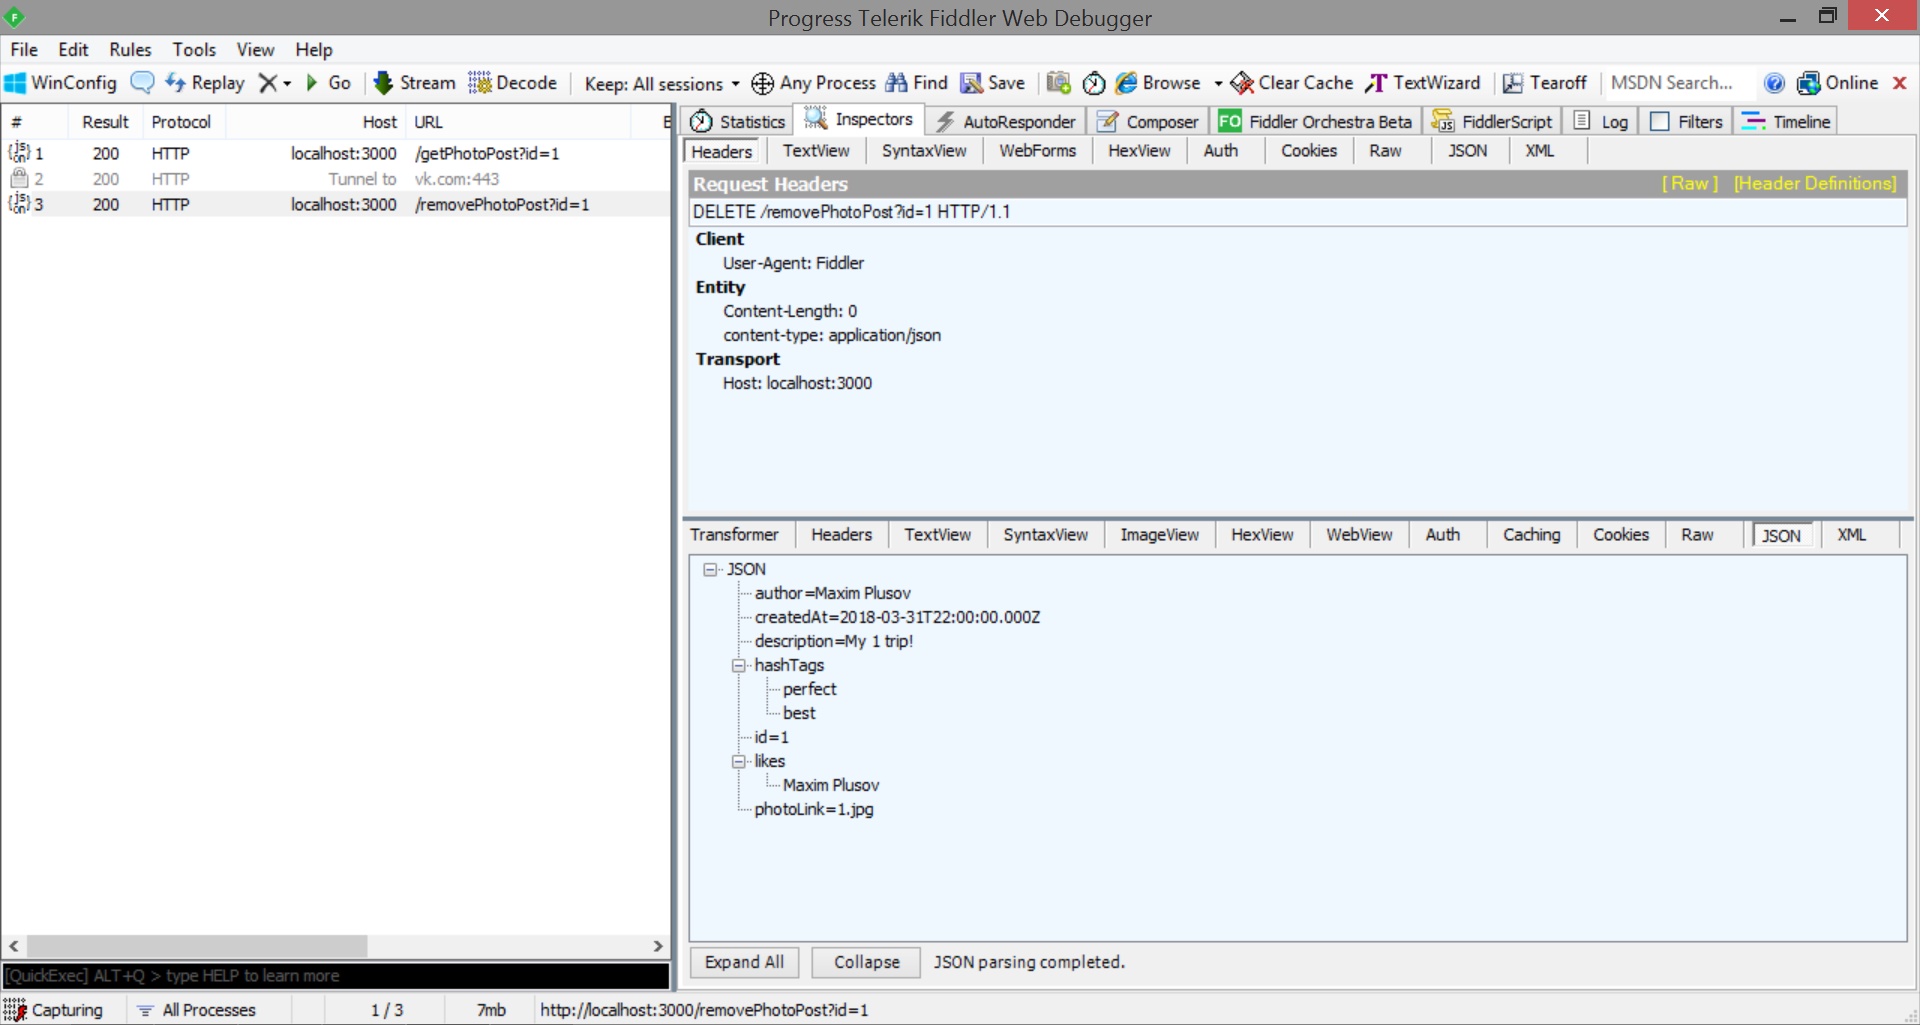 Progress Telerik Fiddler Web Debugger
File Edit Rules Tools View Help
WinConfig Replay Go Stream Decode Keep: All sessions Any Process Find Save Browse Clear Cache TextWizard Tearoff MSDN Search... Online
# Result Protocol Host URL
1 200 HTTP localhost:3000 /getPhotoPost?id=1
2 200 HTTP Tunnel to vk.com:443
3 200 HTTP localhost:3000 /removePhotoPost?id=1
Statistics Inspectors AutoResponder Composer FO Fiddler Orchestra Beta FiddlerScript Log Filters Timeline
Headers TextView SyntaxView WebForms HexView Auth Cookies Raw JSON XML
Request Headers [ Raw ] [Header Definitions]
DELETE /removePhotoPost?id=1 HTTP/1.1
Client
User-Agent: Fiddler
Entity
Content-Length: 0
content-type: application/json
Transport
Host: localhost:3000
Transformer Headers TextView SyntaxView ImageView HexView WebView Auth Caching Cookies Raw JSON XML
JSON
author=Maxim Plusov
createdAt=2018-03-31T22:00:00.000Z
description=My 1 trip!
hashTags
perfect
best
id=1
likes
Maxim Plusov
photoLink=1.jpg
Expand All Collapse JSON parsing completed.
[QuickExec] ALT+Q > type HELP to learn more
Capturing All Processes 1 / 3 7mb http://localhost:3000/removePhotoPost?id=1